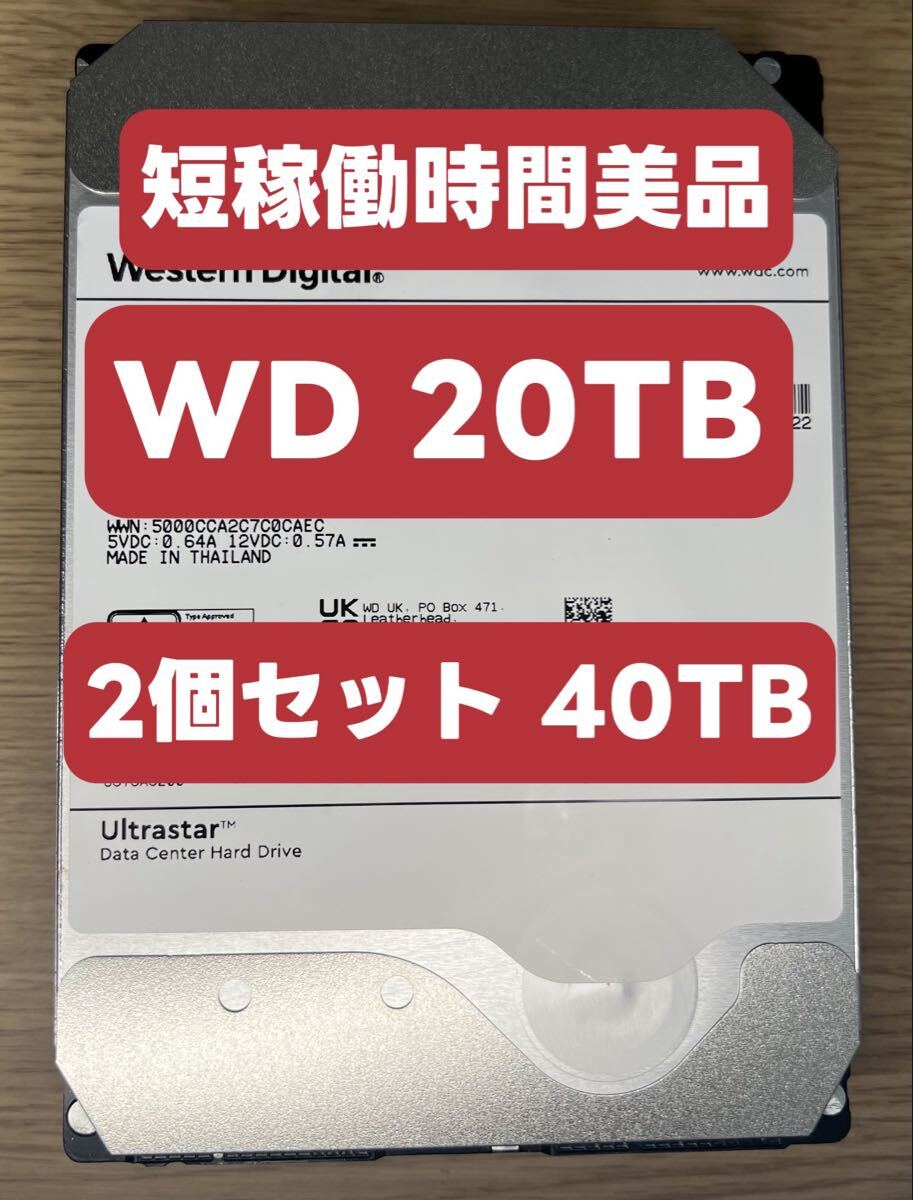 短稼働時間美品
Western Digital®
www.wdc.com
WD 20TB
22
WWN:5000CCA2C7C0CAEC
5VDC:0.64A 12VDC:0.57A
MADE IN THAILAND
Type Approved
UK WD UK, PO Box 471.
Leatherhead,
2個セット 40TB
Ultrastar™
Data Center Hard Drive